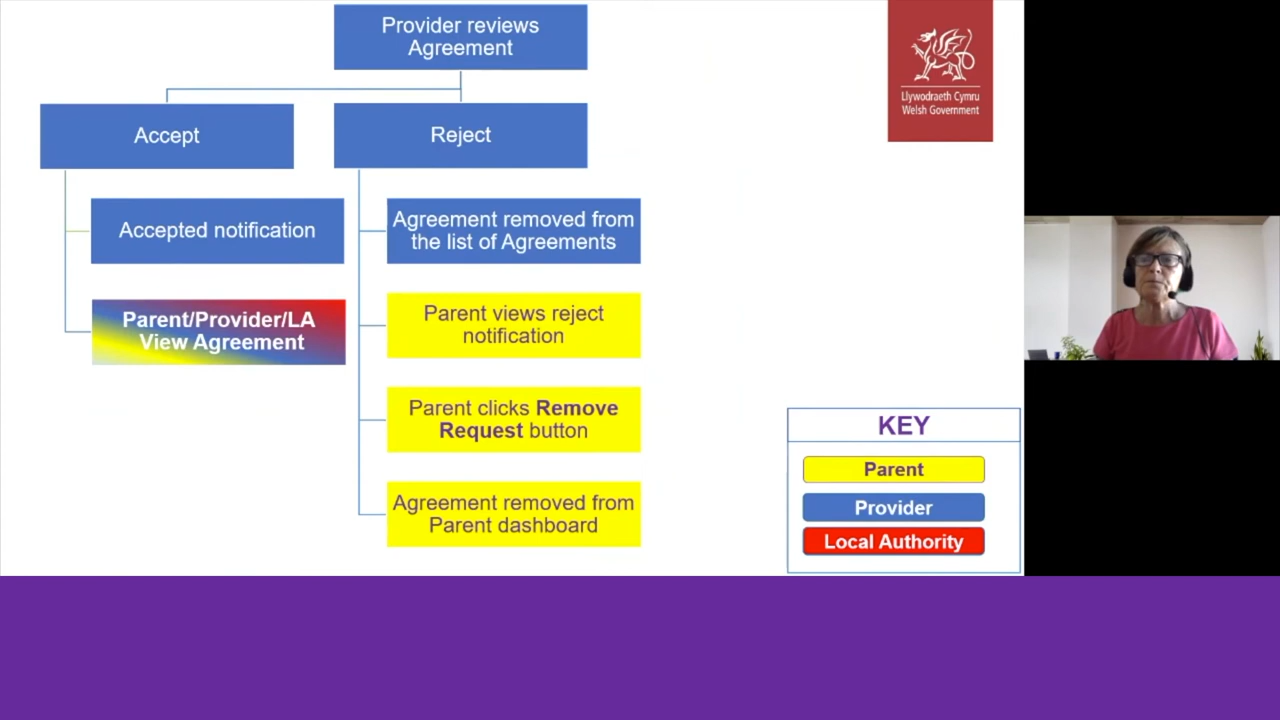 Provider reviews
Agreement
Accept
Reject
Accepted notification
Parent/Provider/LA
View Agreement
Agreement removed from
the list of Agreements
Parent views reject
notification
Parent clicks Remove
Request button
Agreement removed from
Parent dashboard
Llywodraeth Cymru
Welsh Government
KEY
Parent
Provider
Local Authority